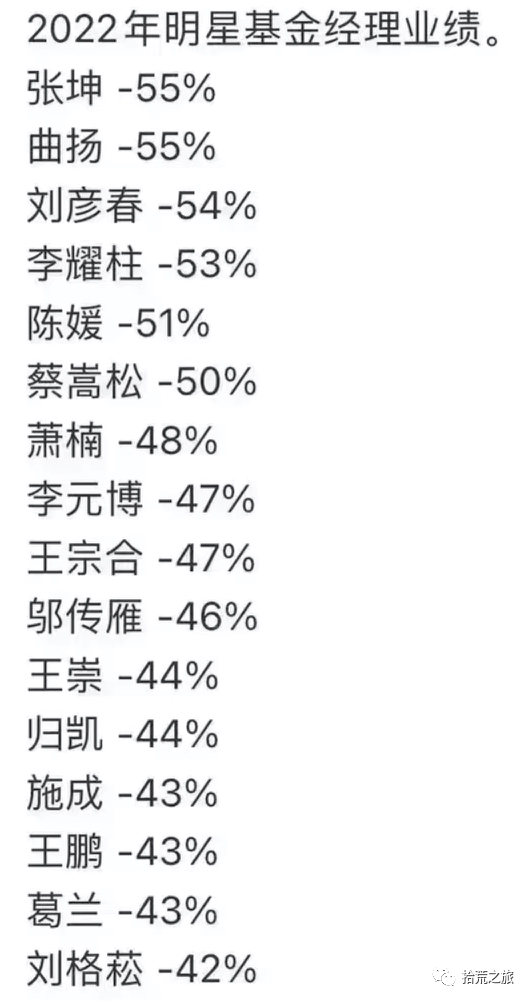 2022年明星基金经理业绩。
张坤 -55%
曲扬 -55%
刘彦春 -54%
李耀柱 -53%
陈媛 -51%
蔡嵩松 -50%
萧楠 -48%
李元博 -47%
王宗合 -47%
邬传雁 -46%
王崇 -44%
归凯 -44%
施成 -43%
王鹏 -43%
葛兰 -43%
刘格菘 -42%
拾荒之旅